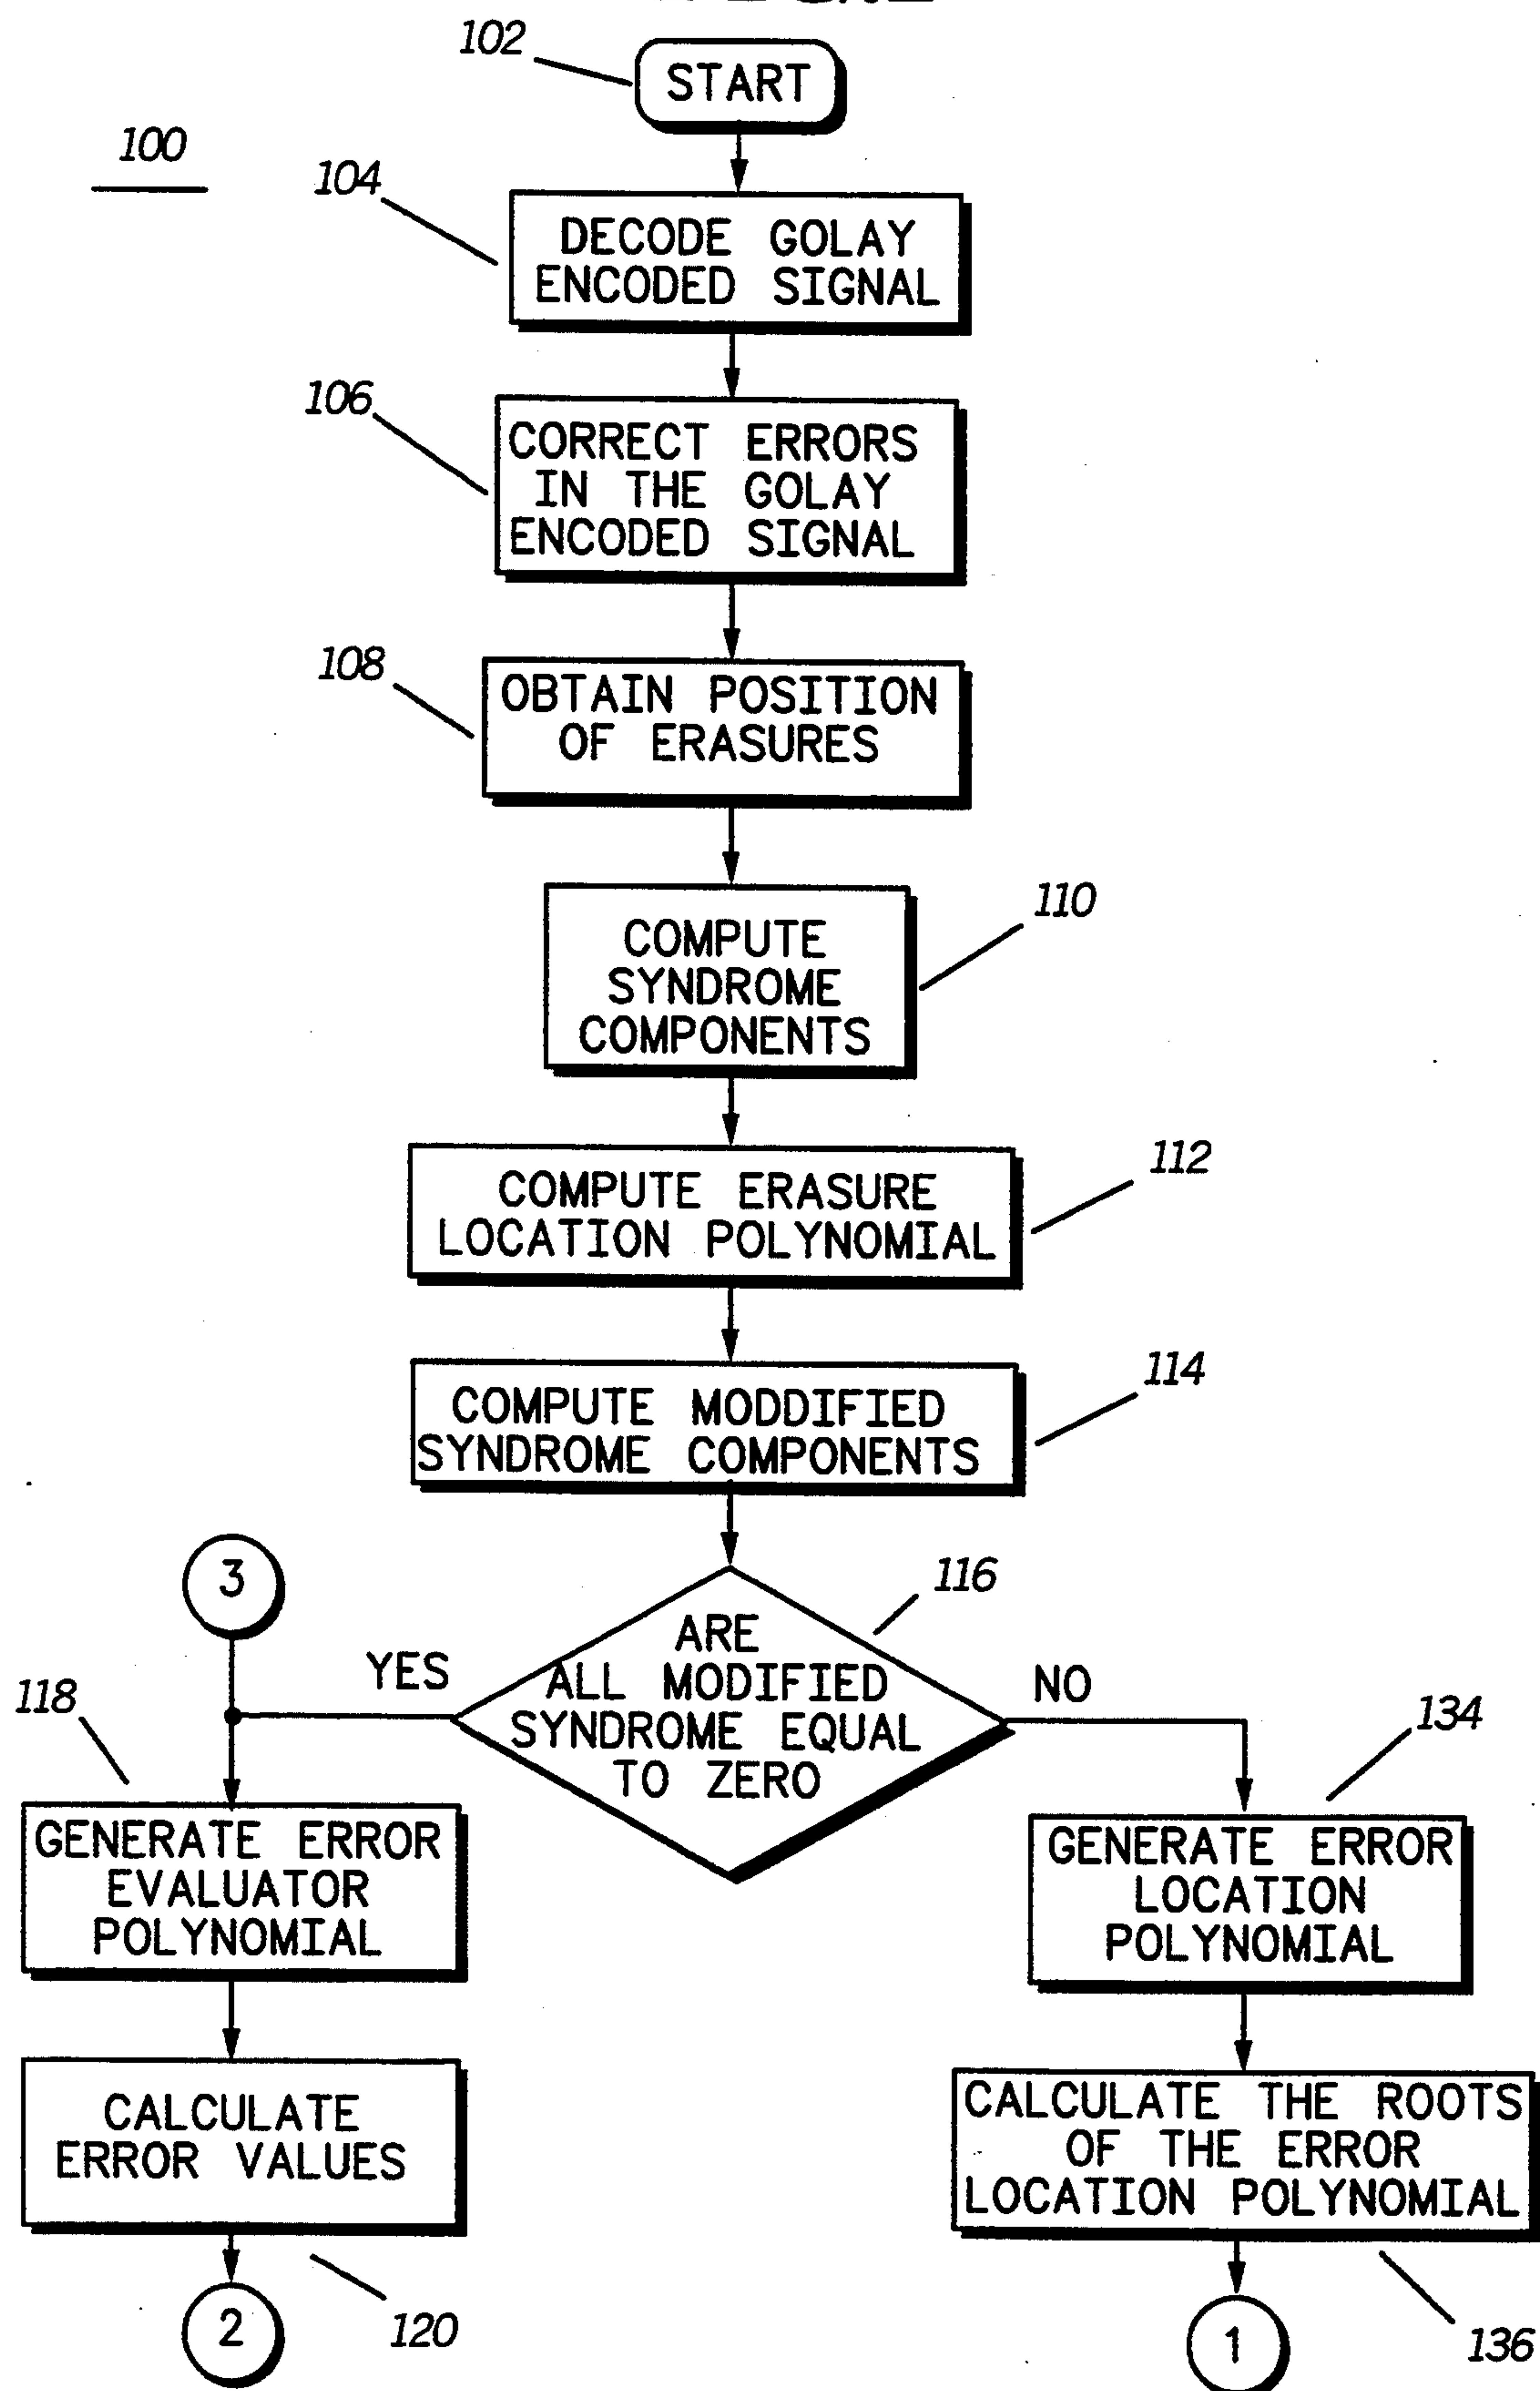 102
START
100
104
DECODE GOLAY
ENCODED SIGNAL
106
CORRECT ERRORS
IN THE GOLAY
ENCODED SIGNAL
108
OBTAIN POSITION
OF ERASURES
110
COMPUTE
SYNDROME
COMPONENTS
112
COMPUTE ERASURE
LOCATION POLYNOMIAL
114
COMPUTE MODDIFIED
SYNDROME COMPONENTS
3
116
ARE
ALL MODIFIED
SYNDROME EQUAL
TO ZERO
YES
NO
118
GENERATE ERROR
EVALUATOR
POLYNOMIAL
134
GENERATE ERROR
LOCATION
POLYNOMIAL
CALCULATE
ERROR VALUES
120
2
CALCULATE THE ROOTS
OF THE ERROR
LOCATION POLYNOMIAL
136
1